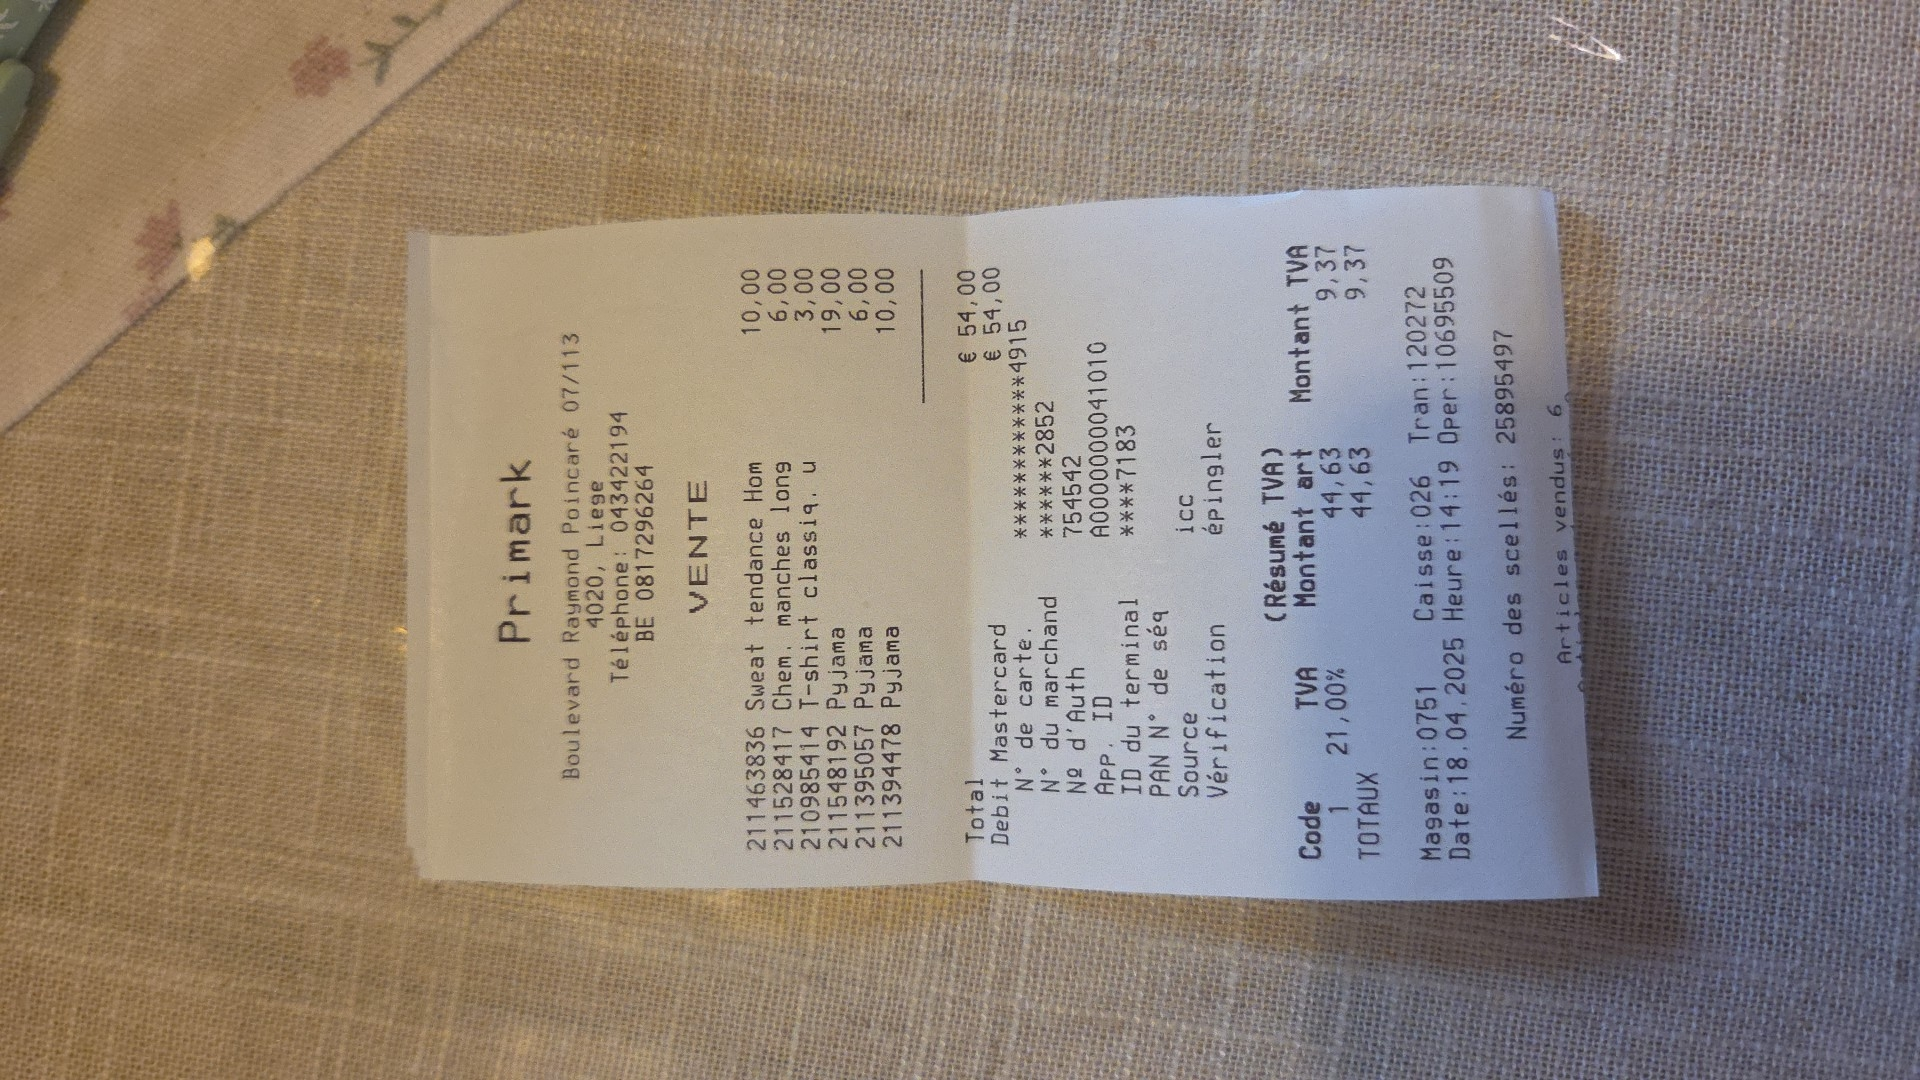 Primark
Boulevard Raymond Poincaré 07/113
4020, Liege
Téléphone: 043422194
BE 0817296264
VENTE
211463836 Sweat tendance Hom 10,00
211528417 Chem. manches long 6,00
210985414 T-shirt classiq. u 3,00
211548192 Pyjama 19,00
211395057 Pyjama 6,00
211394478 Pyjama 10,00
Total € 54,00
Debit Mastercard € 54,00
N° de carte. ************4915
N° du marchand ******2852
Nº d'Auth 754542
App. ID A0000000041010
ID du terminal ****7183
PAN N° de séq
Source icc
Vérification épingler
(Résumé TVA)
Code TVA Montant art Montant TVA
1 21,00% 44,63 9,37
TOTAUX 44,63 9,37
Magasin:0751 Caisse:026 Tran:120272
Date:18.04.2025 Heure:14:19 Oper:10695509
Numéro des scellés: 25895497
Articles vendus: 6